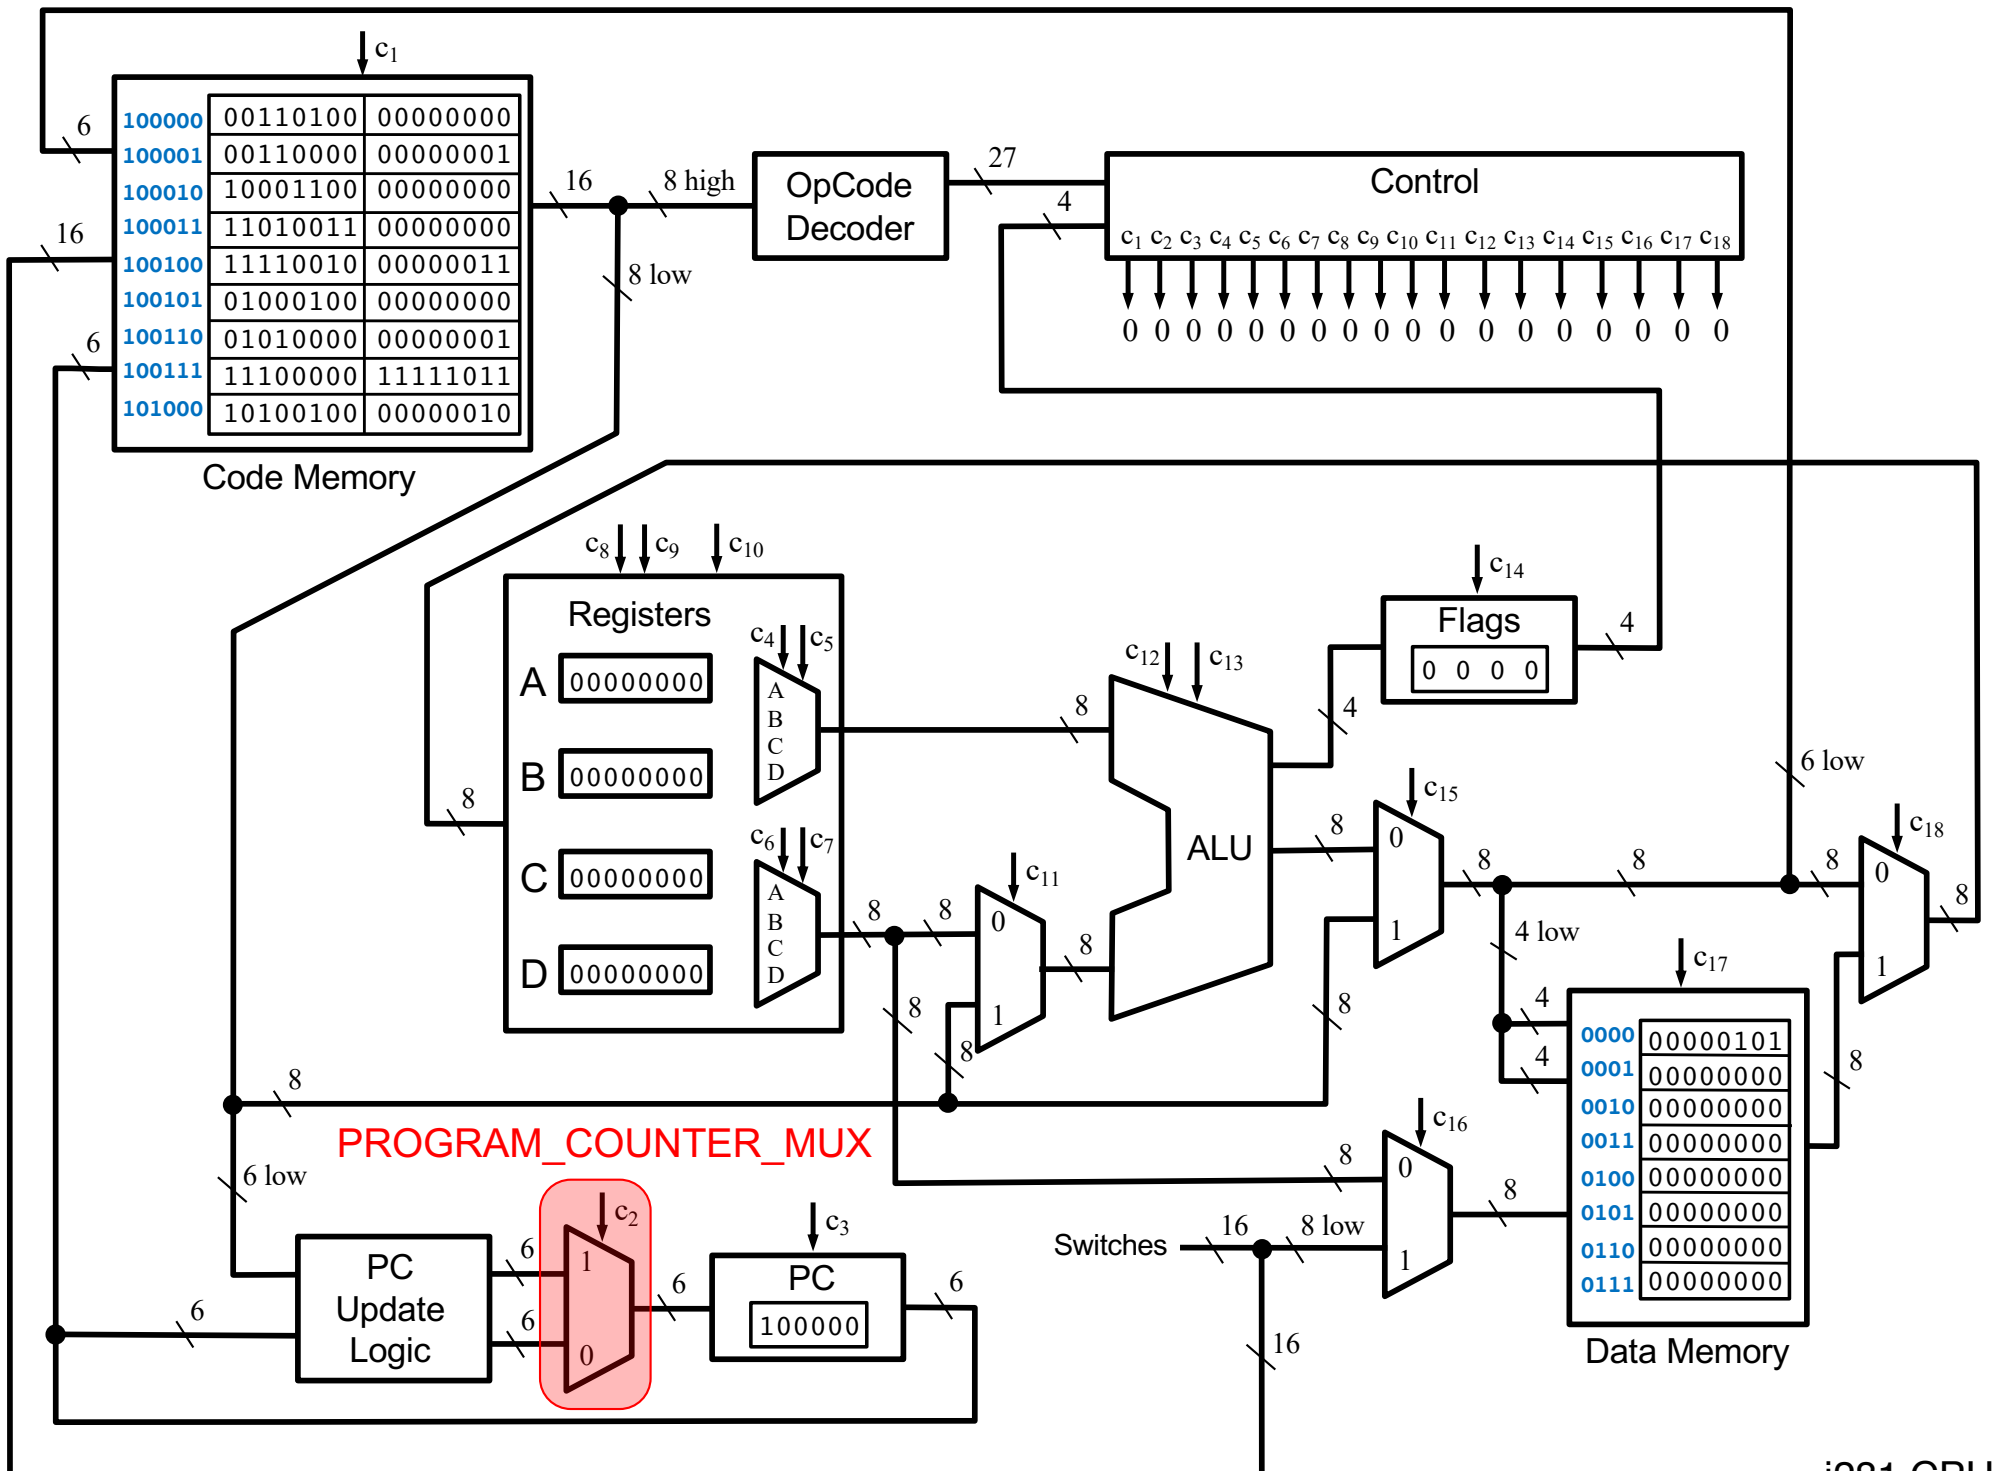 c1
6
16
6
100000 00110100 00000000
100001 00110000 00000001
100010 10001100 00000000
100011 11010011 00000000
100100 11110010 00000011
100101 01000100 00000000
100110 01010000 00000001
100111 11100000 11111011
101000 10100100 00000010
Code Memory
16
8 high
8 low
OpCode
Decoder
27
4
Control
c1 c2 c3 c4 c5 c6 c7 c8 c9 c10 c11 c12 c13 c14 c15 c16 c17 c18
0 0 0 0 0 0 0 0 0 0 0 0 0 0 0 0 0 0
c8 c9 c10
Registers
A 00000000
B 00000000
C 00000000
D 00000000
8
c4 c5
A
B
C
D
c6 c7
A
B
C
D
8
8
8
8
c11
0
1
8
8
c12 c13
ALU
c14
Flags
0 0 0 0
4
4
8
c15
0
1
8
8
8
6 low
8
c18
0
1
8
4 low
4
4
c17
0000 00000101
0001 00000000
0010 00000000
0011 00000000
0100 00000000
0101 00000000
0110 00000000
0111 00000000
Data Memory
8
8
PROGRAM_COUNTER_MUX
6 low
6
PC
Update
Logic
6
6
c2
1
0
6
c3
PC
100000
6
Switches
16
8 low
16
8
c16
0
1
8